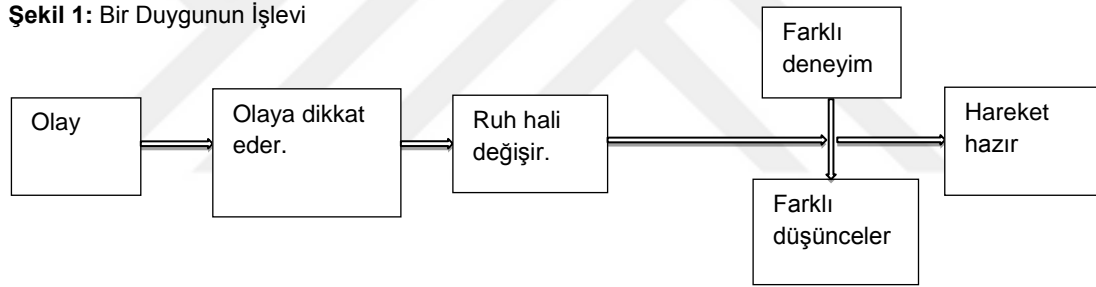 Şekil 1: Bir Duygunun İşlevi
Olay
Olaya dikkat
eder.
Ruh hali
değişir.
Farklı
deneyim
Farklı
düşünceler
Hareket
hazır